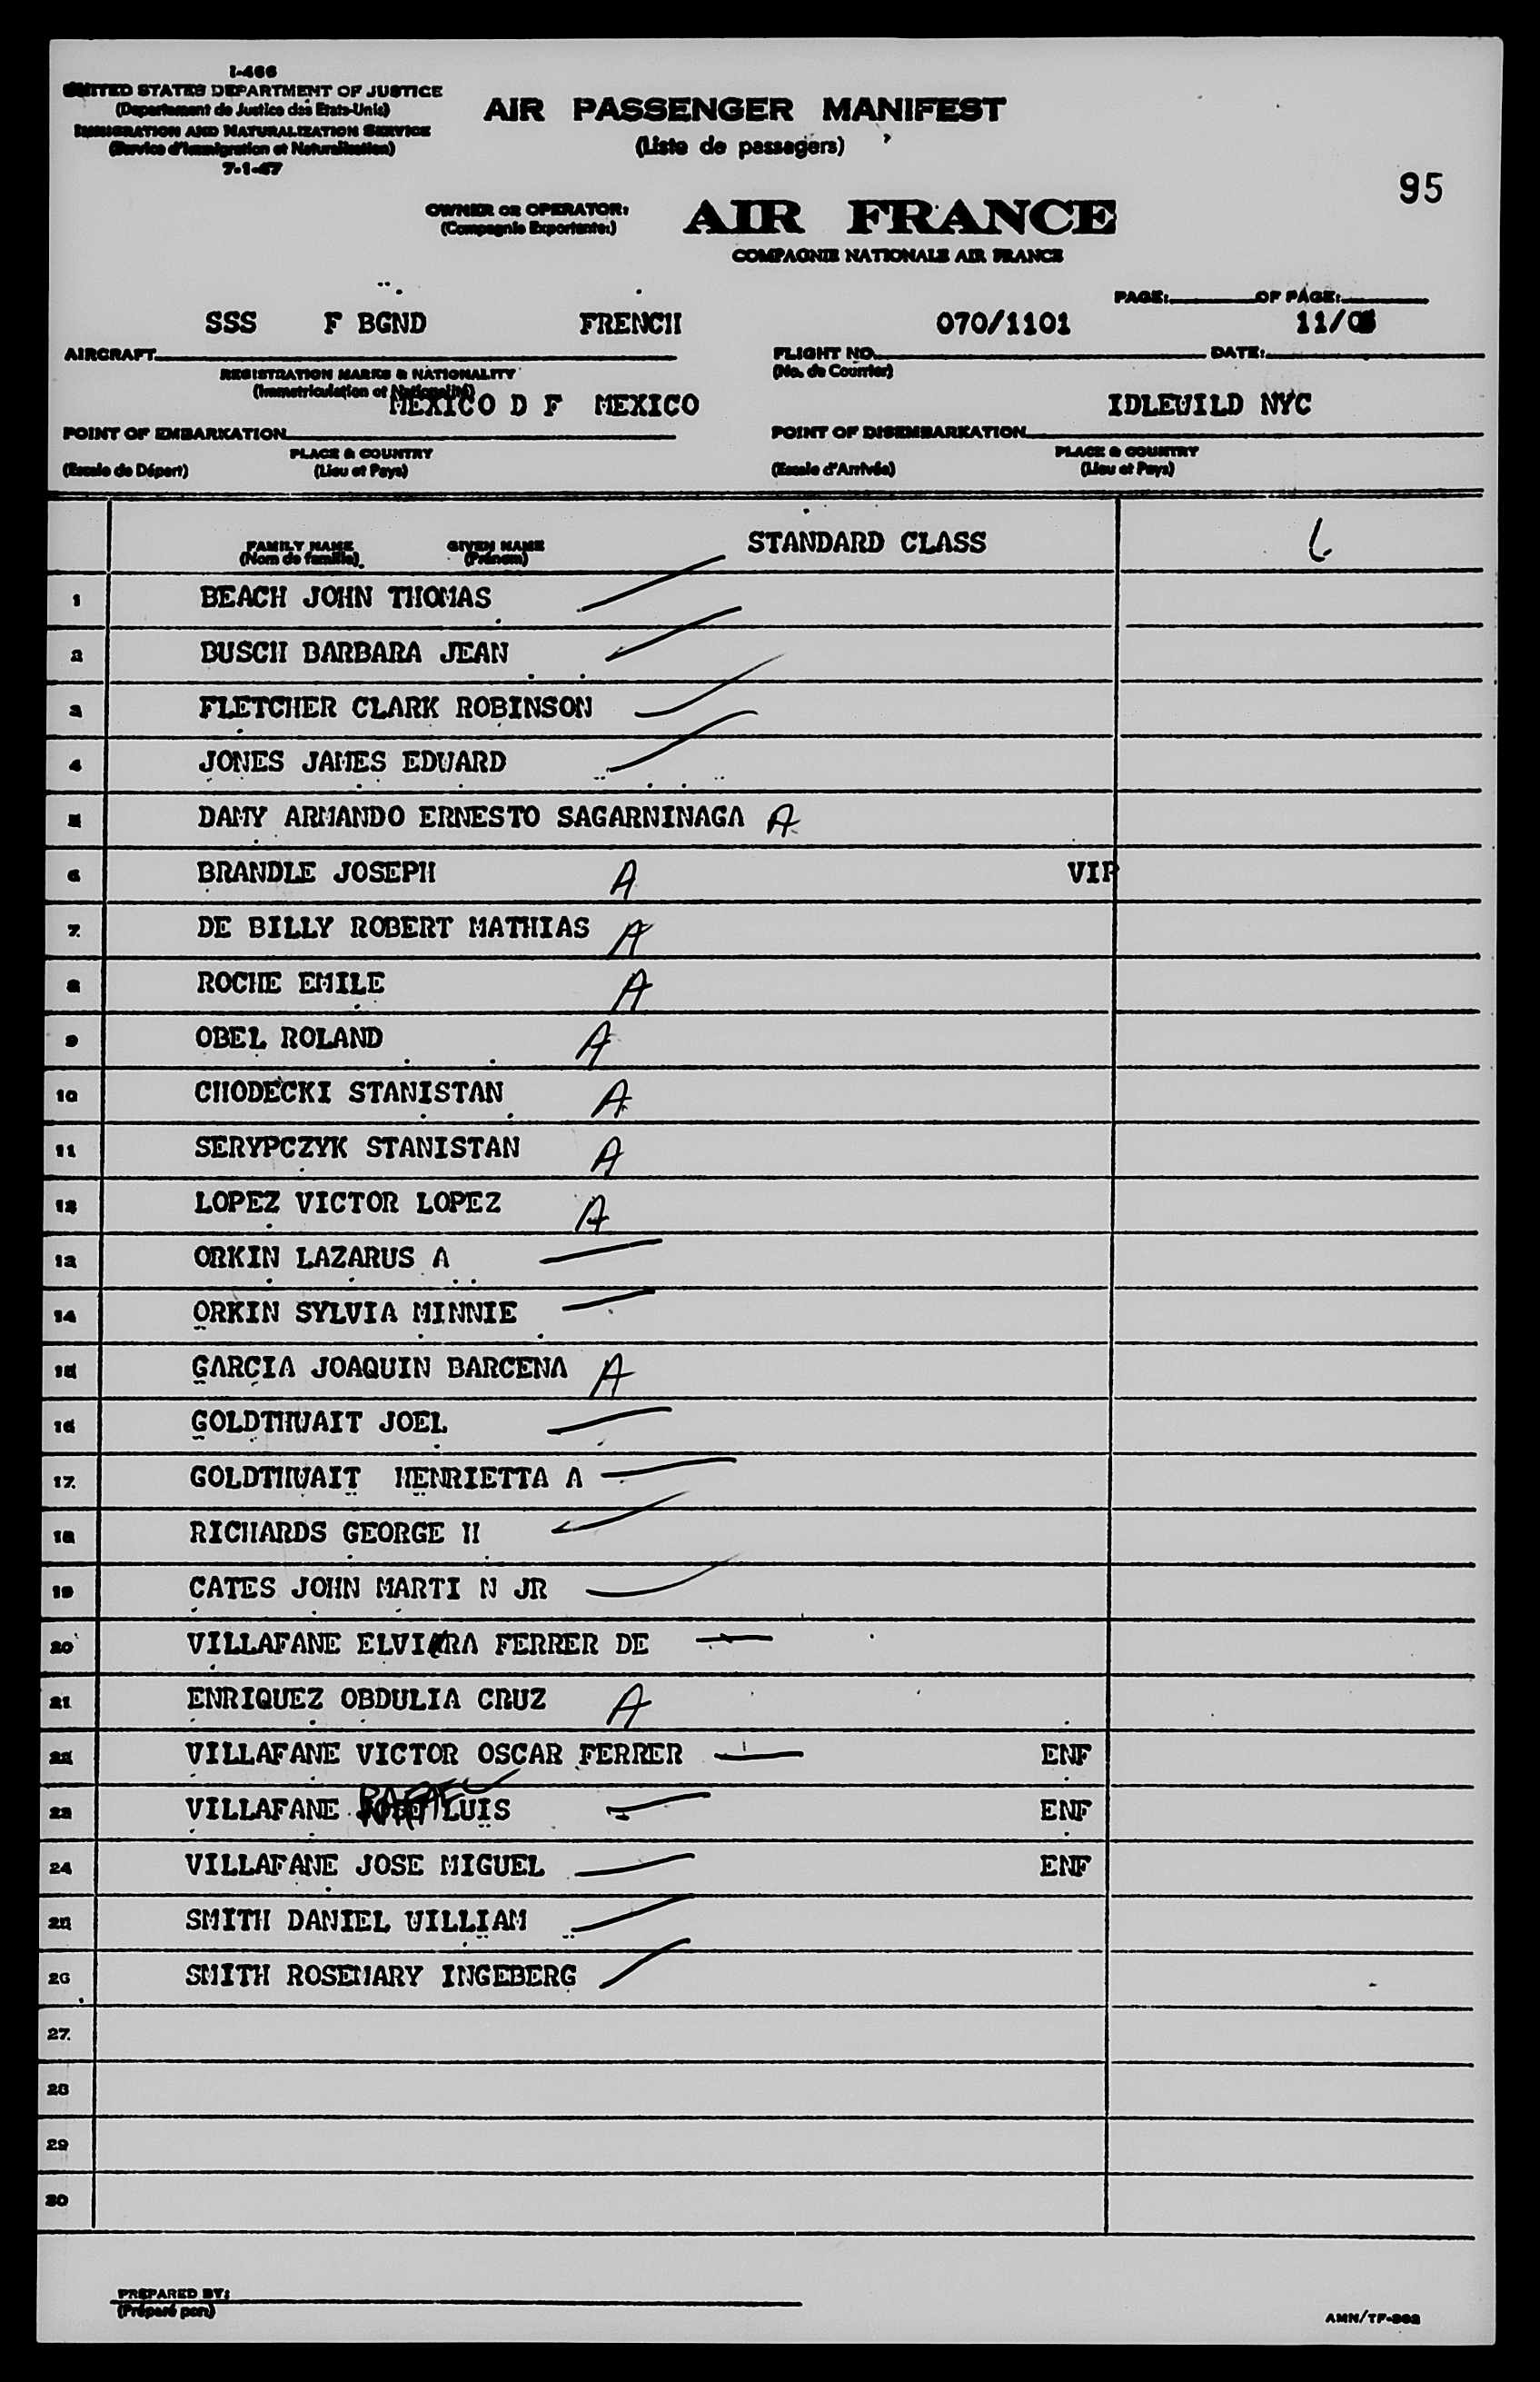 I-466
UNITED STATES DEPARTMENT OF JUSTICE
(Departement de Justice des Etats-Unis)
IMMIGRATION AND NATURALIZATION SERVICE
(Service d'Immigration et Naturalisation)
7-1-47
AIR PASSENGER MANIFEST
(Liste de passagers)
95
OWNER OR OPERATOR:
(Compagnie Exportante:)
AIR FRANCE
COMPAGNIE NATIONALE AIR FRANCE
PAGE: OF PAGE:
SSS F BGND FRENCH 070/1101 11/
AIRCRAFT FLIGHT NO. DATE:
REGISTRATION MARKS & NATIONALITY (No. de Courrier)
(Immatriculation et Nationalité)
MEXICO D F MEXICO IDLEWILD NYC
POINT OF EMBARKATION POINT OF DISEMBARKATION
PLACE & COUNTRY PLACE & COUNTRY
(Escale de Départ) (Lieu et Pays) (Escale d'Arrivée) (Lieu et Pays)
FAMILY NAME GIVEN NAME STANDARD CLASS
(Nom de famille) (Prénom)
1 BEACH JOHN THOMAS
2 BUSCH BARBARA JEAN
3 FLETCHER CLARK ROBINSON
4 JONES JAMES EDWARD
5 DAMY ARMANDO ERNESTO SAGARNINAGA A
6 BRANDLE JOSEPH A VIP
7. DE BILLY ROBERT MATHIAS A
8 ROCHE EMILE A
9 OBEL ROLAND A
10 CHODECKI STANISTAN A
11 SERYPCZYK STANISTAN A
12 LOPEZ VICTOR LOPEZ A
13 ORKIN LAZARUS A
14 ORKIN SYLVIA MINNIE
15 GARCIA JOAQUIN BARCENA A
16 GOLDTHWAIT JOEL
17. GOLDTHWAIT HENRIETTA A
18 RICHARDS GEORGE H
19 CATES JOHN MARTI N JR
20 VILLAFANE ELVIRA FERRER DE
21 ENRIQUEZ OBDULIA CRUZ A
22 VILLAFANE VICTOR OSCAR FERRER ENF
23 VILLAFANE RAFAEL LUIS ENF
24 VILLAFANE JOSE MIGUEL ENF
25 SMITH DANIEL WILLIAM
26 SMITH ROSEMARY INGEBERG
27.
28
29
30
PREPARED BY:
(Préparé par:)